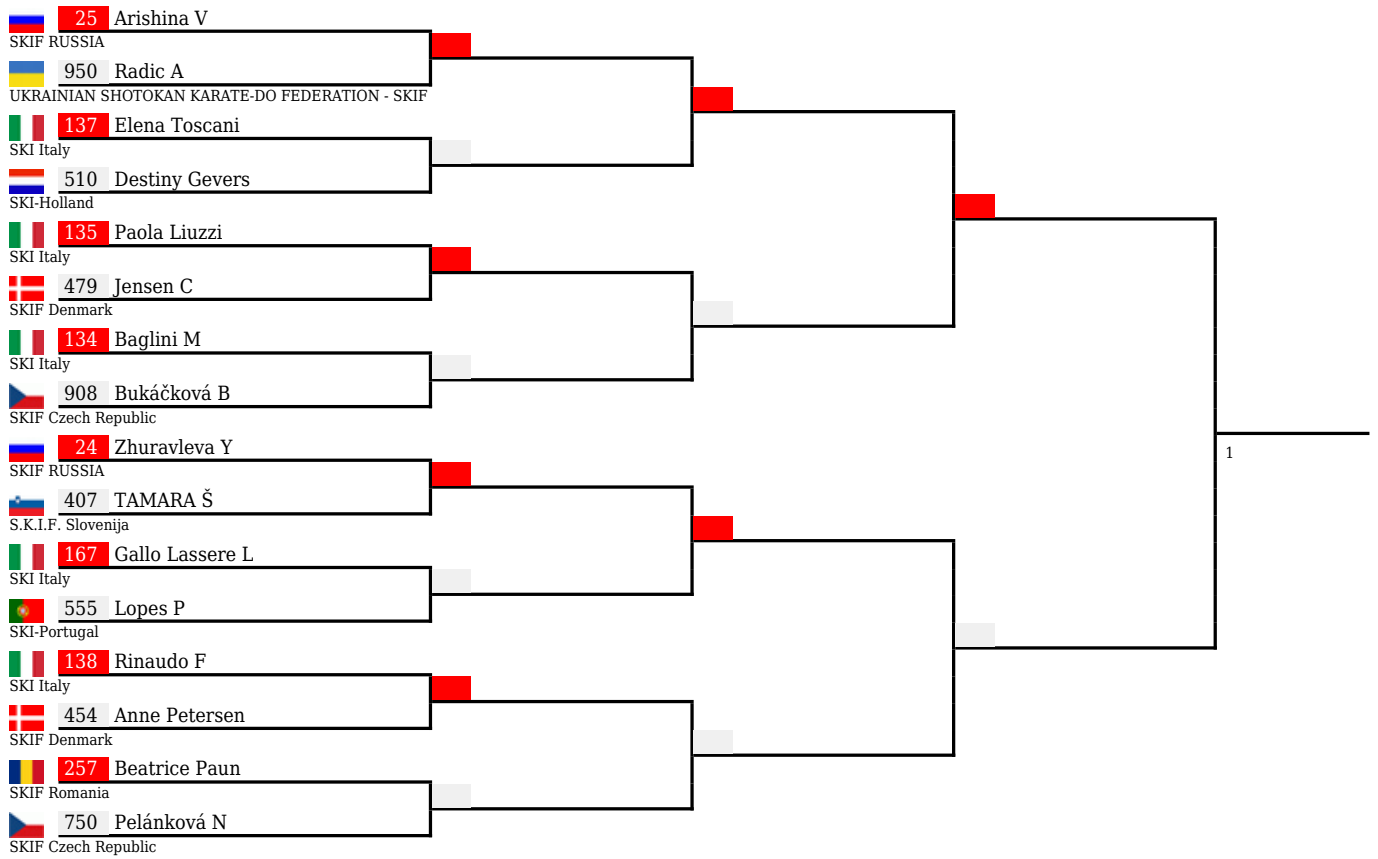 25 Arishina V
SKIF RUSSIA
950 Radic A
UKRAINIAN SHOTOKAN KARATE-DO FEDERATION - SKIF
137 Elena Toscani
SKI Italy
510 Destiny Gevers
SKI-Holland
135 Paola Liuzzi
SKI Italy
479 Jensen C
SKIF Denmark
134 Baglini M
SKI Italy
908 Bukáčková B
SKIF Czech Republic
24 Zhuravleva Y
SKIF RUSSIA
1
407 TAMARA Š
S.K.I.F. Slovenija
167 Gallo Lassere L
SKI Italy
555 Lopes P
SKI-Portugal
138 Rinaudo F
SKI Italy
454 Anne Petersen
SKIF Denmark
257 Beatrice Paun
SKIF Romania
750 Pelánková N
SKIF Czech Republic